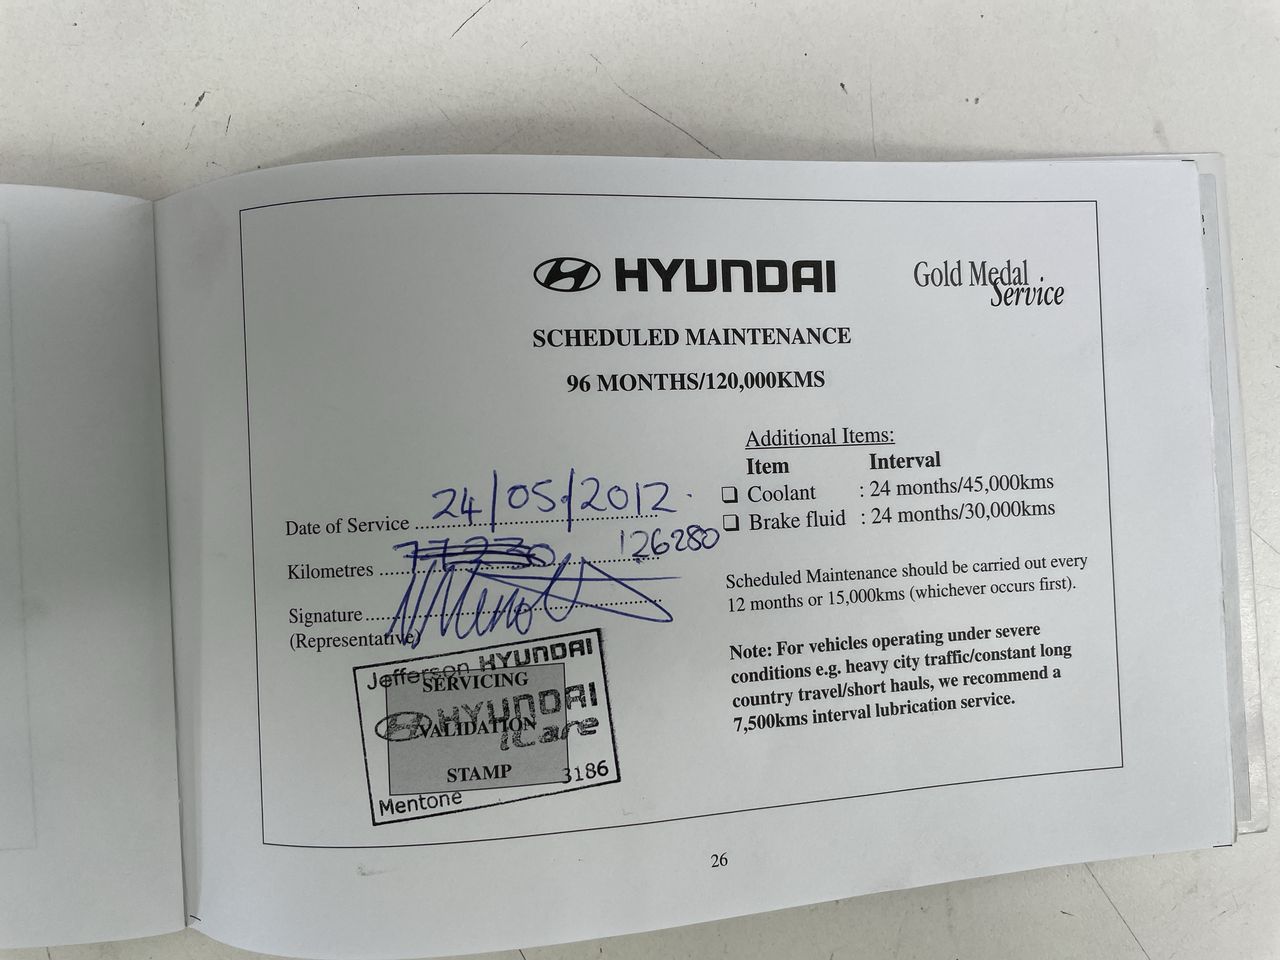 HYUNDAI
Gold Medal
Service
SCHEDULED MAINTENANCE
96 MONTHS/120,000KMS
Additional Items:
Item Interval
❏ Coolant : 24 months/45,000kms
❏ Brake fluid : 24 months/30,000kms
Date of Service 24/05/2012
Kilometres 77230 126280
Signature
(Representative)
Scheduled Maintenance should be carried out every
12 months or 15,000kms (whichever occurs first).
Note: For vehicles operating under severe
conditions e.g. heavy city traffic/constant long
country travel/short hauls, we recommend a
7,500kms interval lubrication service.
Jefferson HYUNDAI
SERVICING
HYUNDAI
VALIDATION
iCare
STAMP
3186
Mentone
26